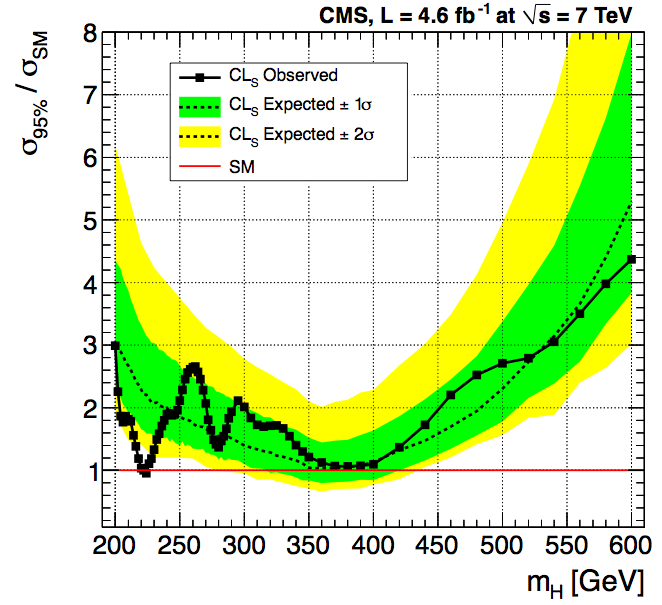 CMS, L = 4.6 fb⁻¹ at √s = 7 TeV
σ95% / σSM
8
7
6
5
4
3
2
1
CLS Observed
CLS Expected ± 1σ
CLS Expected ± 2σ
SM
200 250 300 350 400 450 500 550 600
mH [GeV]